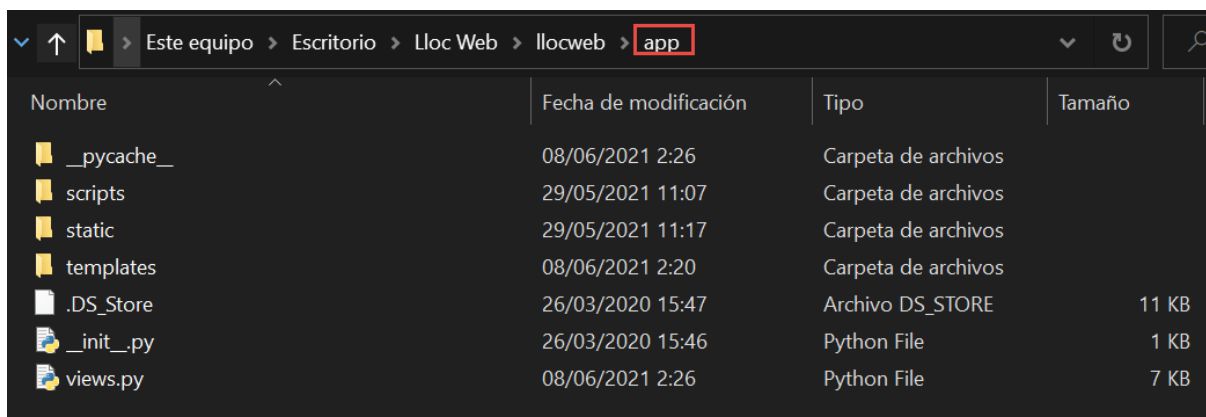 Este equipo > Escritorio > Lloc Web > llocweb > app
Nombre Fecha de modificación Tipo Tamaño
__pycache__ 08/06/2021 2:26 Carpeta de archivos
scripts 29/05/2021 11:07 Carpeta de archivos
static 29/05/2021 11:17 Carpeta de archivos
templates 08/06/2021 2:20 Carpeta de archivos
.DS_Store 26/03/2020 15:47 Archivo DS_STORE 11 KB
__init__.py 26/03/2020 15:46 Python File 1 KB
views.py 08/06/2021 2:26 Python File 7 KB